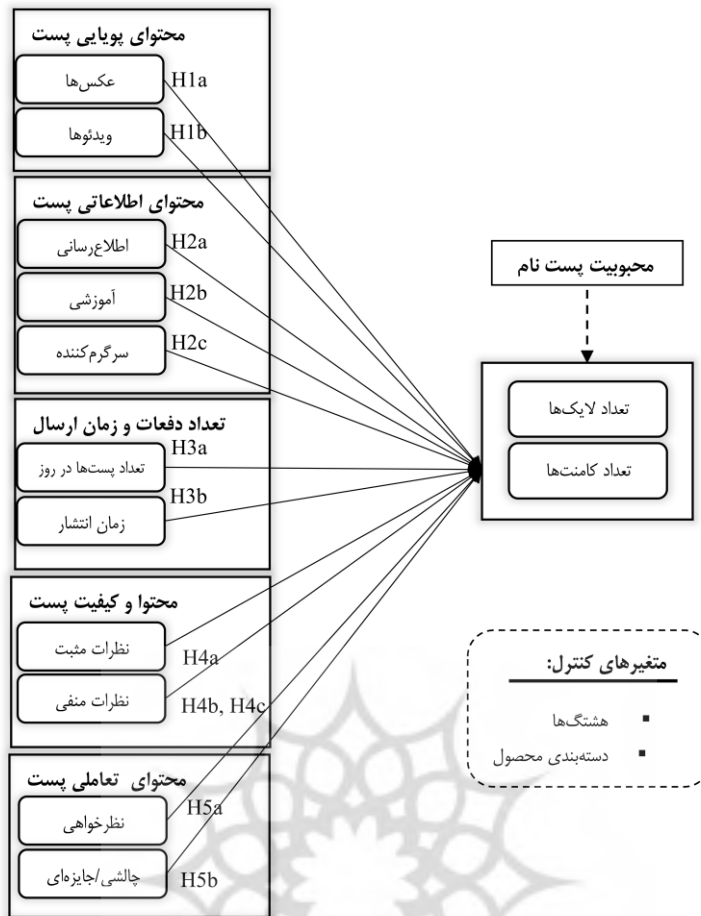 محتوای پویایی پست
عکس‌ها
H1a
ویدئوها
H1b
محتوای اطلاعاتی پست
اطلاع‌رسانی
H2a
آموزشی
H2b
سرگرم‌کننده
H2c
تعداد دفعات و زمان ارسال
تعداد پست‌ها در روز
H3a
زمان انتشار
H3b
محتوا و کیفیت پست
نظرات مثبت
H4a
نظرات منفی
H4b, H4c
محتوای تعاملی پست
نظرخواهی
H5a
چالشی/جایزه‌ای
H5b
محبوبیت پست نام
تعداد لایک‌ها
تعداد کامنت‌ها
متغیرهای کنترل:
▪ هشتگ‌ها
▪ دسته‌بندی محصول